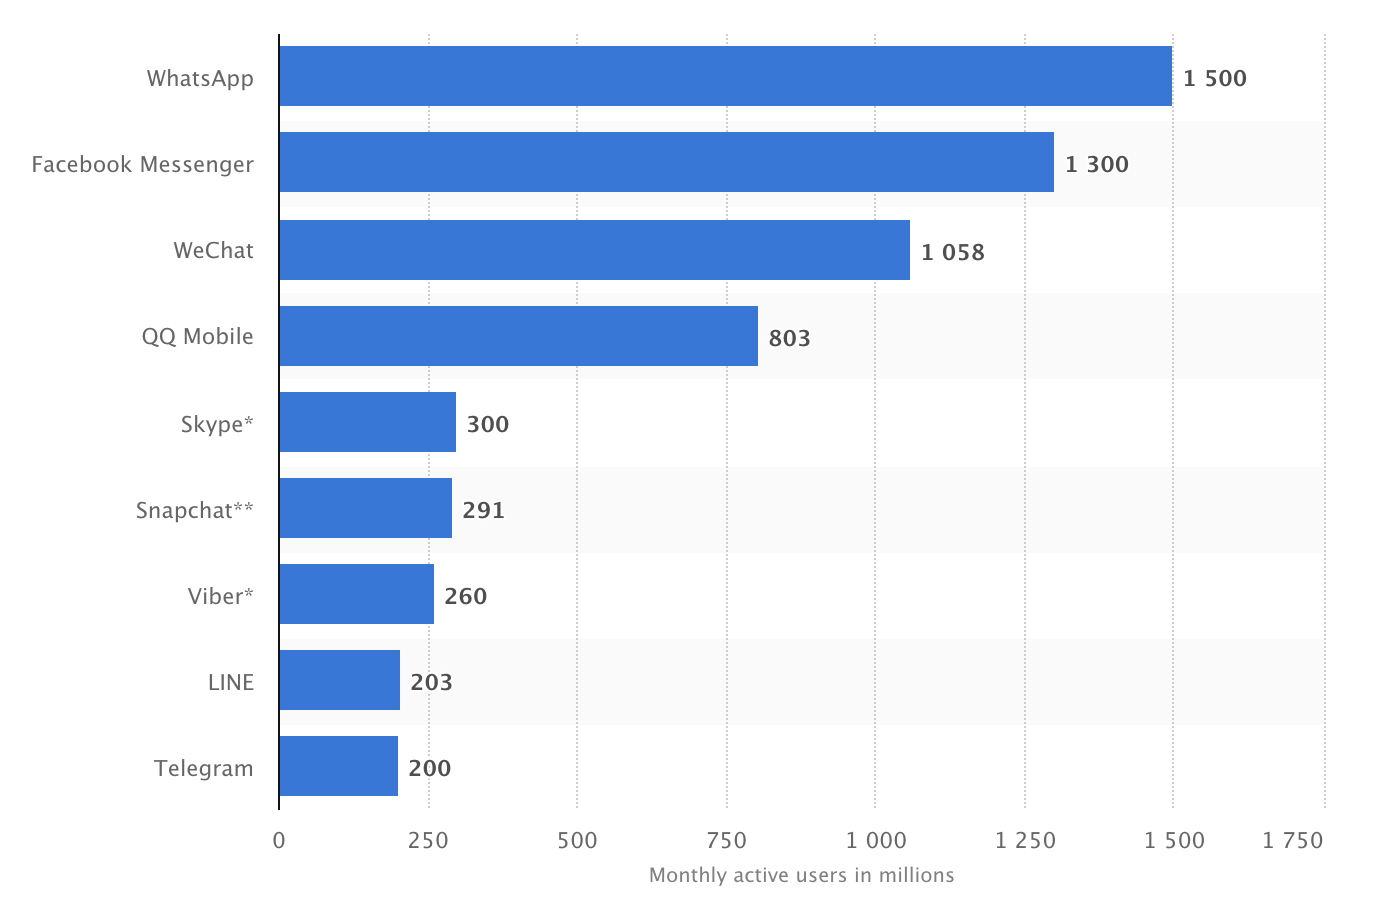 WhatsApp 1 500
Facebook Messenger 1 300
WeChat 1 058
QQ Mobile 803
Skype* 300
Snapchat** 291
Viber* 260
LINE 203
Telegram 200
0 250 500 750 1 000 1 250 1 500 1 750
Monthly active users in millions